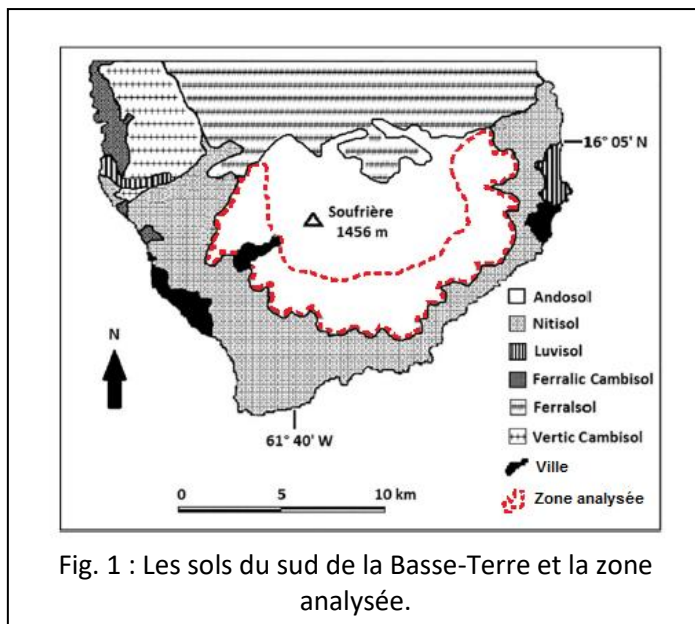 16° 05' N
Soufrière
1456 m
N
61° 40' W
Andosol
Nitisol
Luvisol
Ferralic Cambisol
Ferralsol
Vertic Cambisol
Ville
Zone analysée
0 5 10 km
Fig. 1 : Les sols du sud de la Basse-Terre et la zone
analysée.